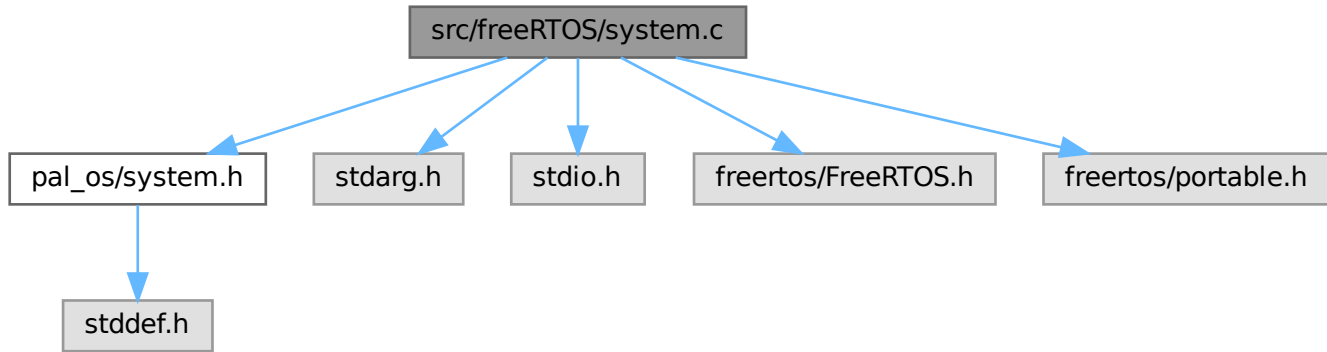 src/freeRTOS/system.c
pal_os/system.h
stdarg.h
stdio.h
freertos/FreeRTOS.h
freertos/portable.h
stddef.h